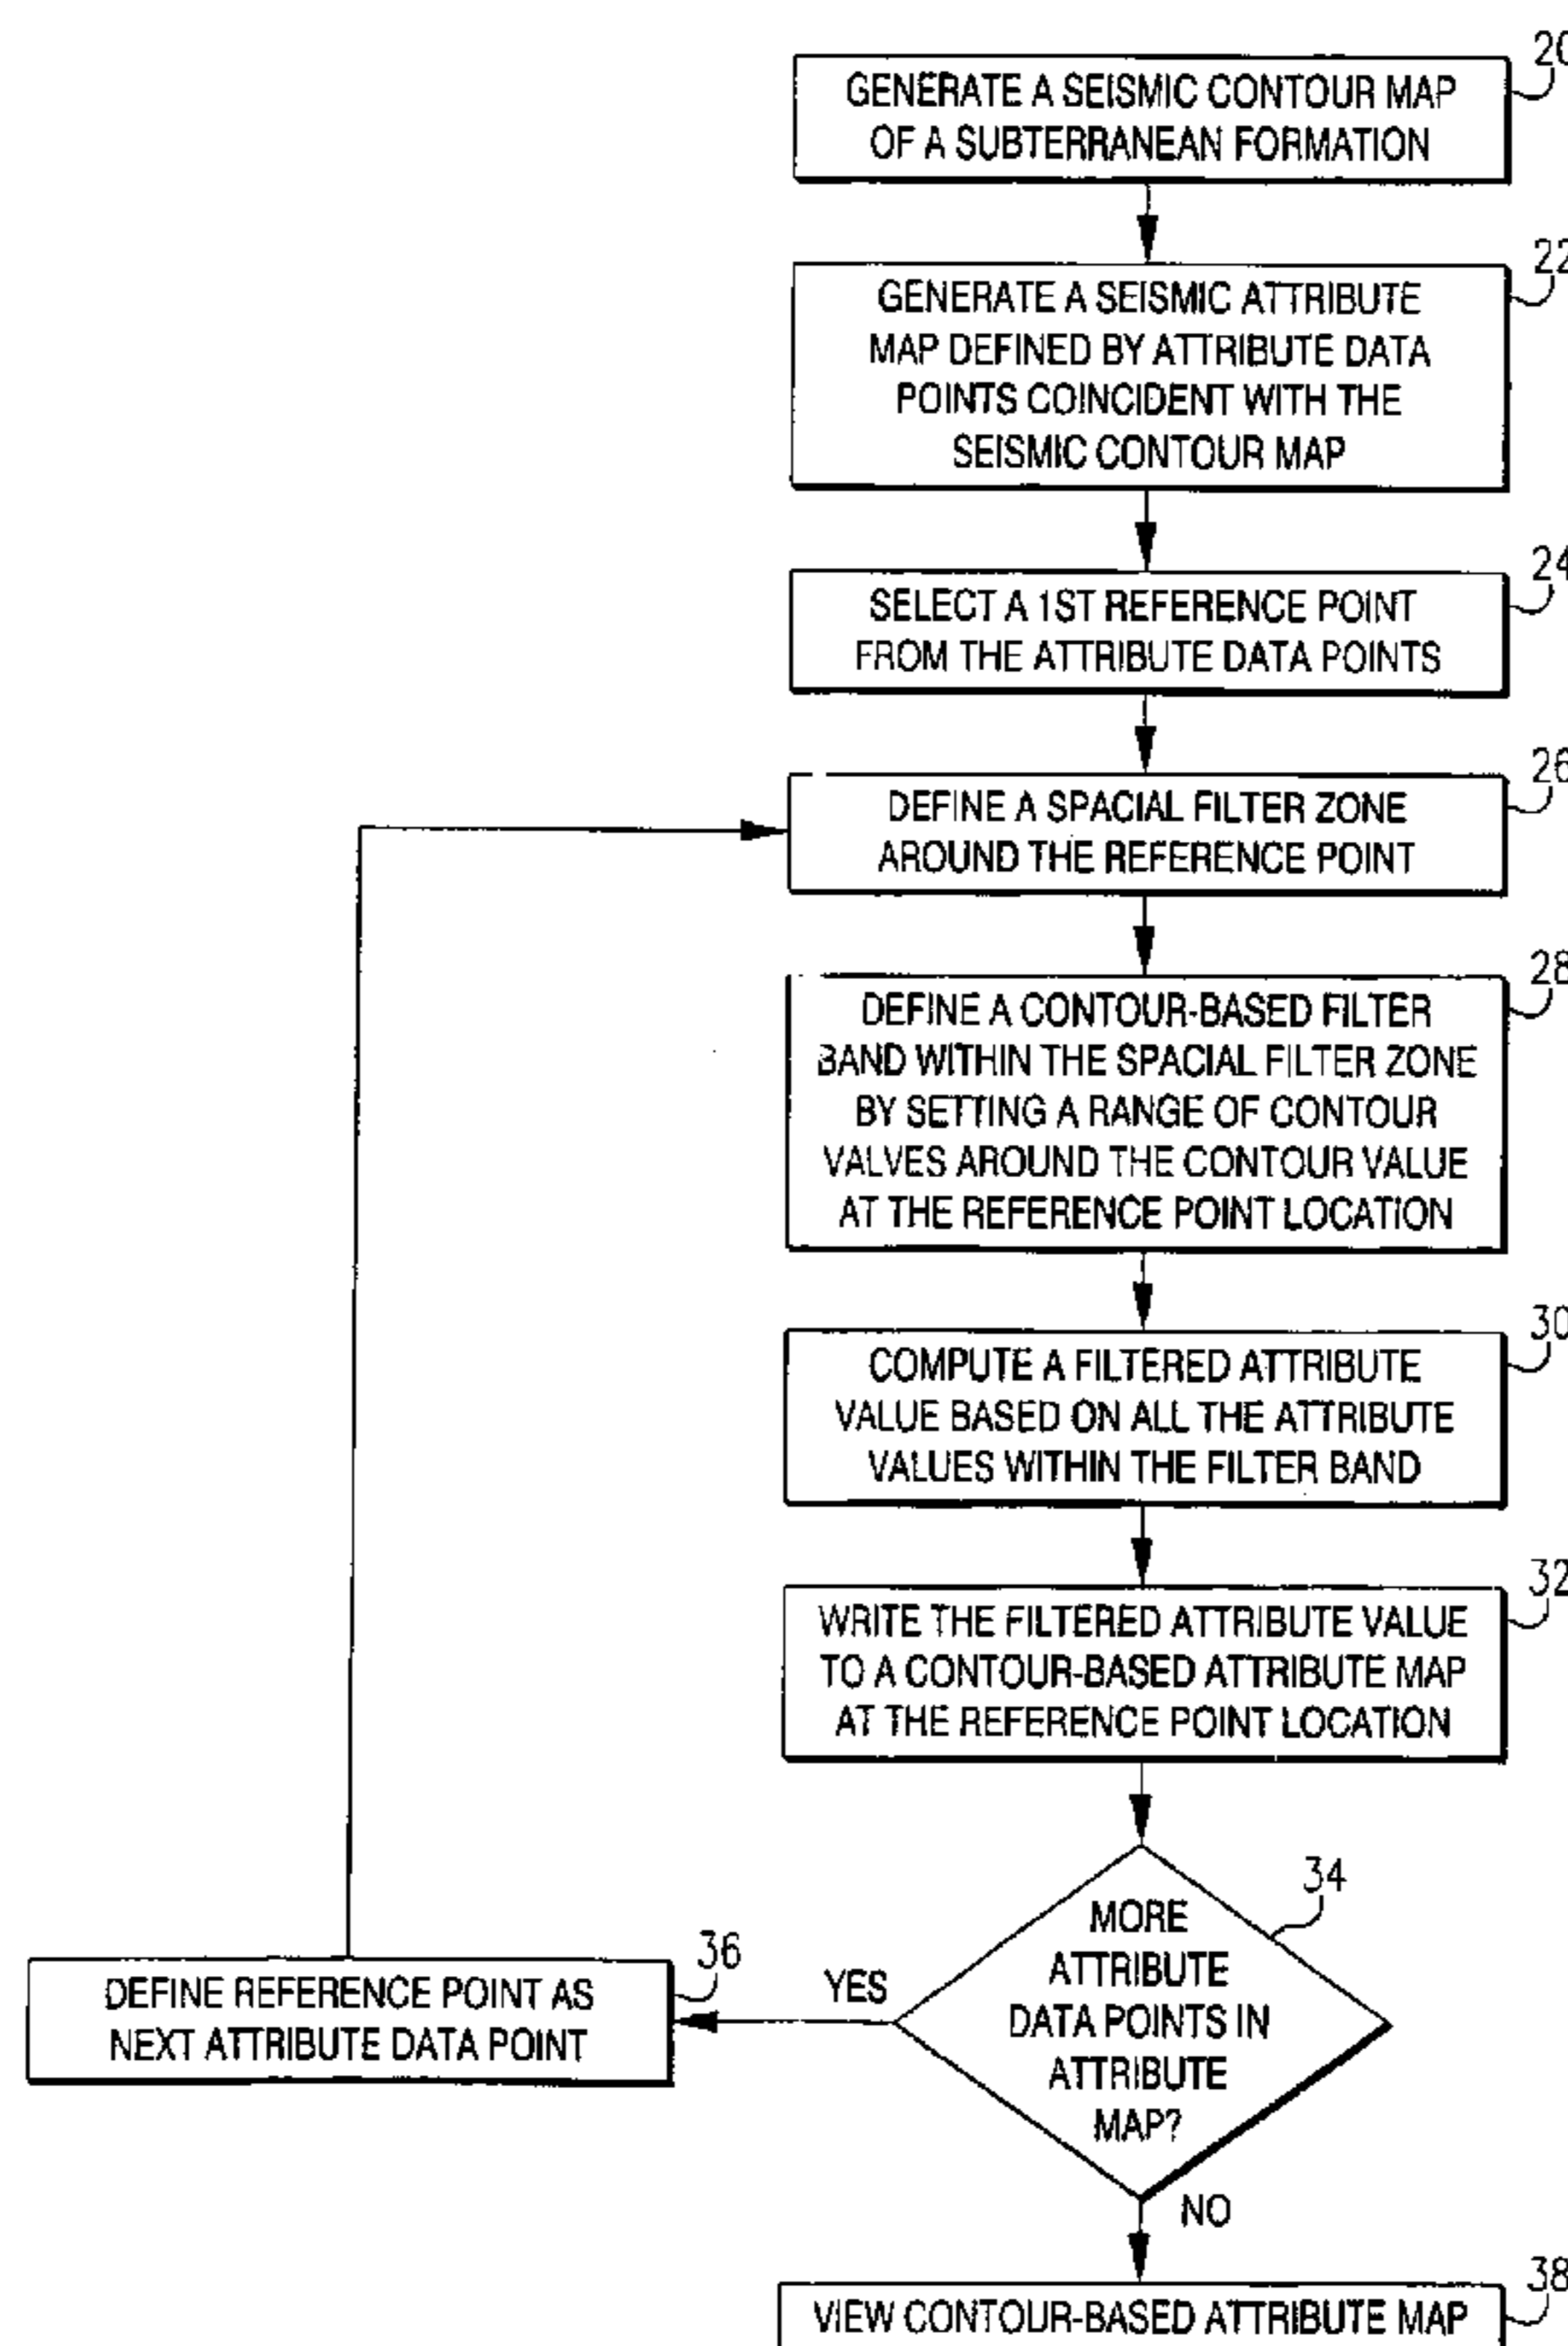 20
GENERATE A SEISMIC CONTOUR MAP
OF A SUBTERRANEAN FORMATION
22
GENERATE A SEISMIC ATTRIBUTE
MAP DEFINED BY ATTRIBUTE DATA
POINTS COINCIDENT WITH THE
SEISMIC CONTOUR MAP
24
SELECT A 1ST REFERENCE POINT
FROM THE ATTRIBUTE DATA POINTS
26
DEFINE A SPACIAL FILTER ZONE
AROUND THE REFERENCE POINT
28
DEFINE A CONTOUR-BASED FILTER
BAND WITHIN THE SPACIAL FILTER ZONE
BY SETTING A RANGE OF CONTOUR
VALVES AROUND THE CONTOUR VALUE
AT THE REFERENCE POINT LOCATION
30
COMPUTE A FILTERED ATTRIBUTE
VALUE BASED ON ALL THE ATTRIBUTE
VALUES WITHIN THE FILTER BAND
32
WRITE THE FILTERED ATTRIBUTE VALUE
TO A CONTOUR-BASED ATTRIBUTE MAP
AT THE REFERENCE POINT LOCATION
34
MORE
ATTRIBUTE
DATA POINTS IN
ATTRIBUTE
MAP?
YES
36
DEFINE REFERENCE POINT AS
NEXT ATTRIBUTE DATA POINT
NO
38
VIEW CONTOUR-BASED ATTRIBUTE MAP